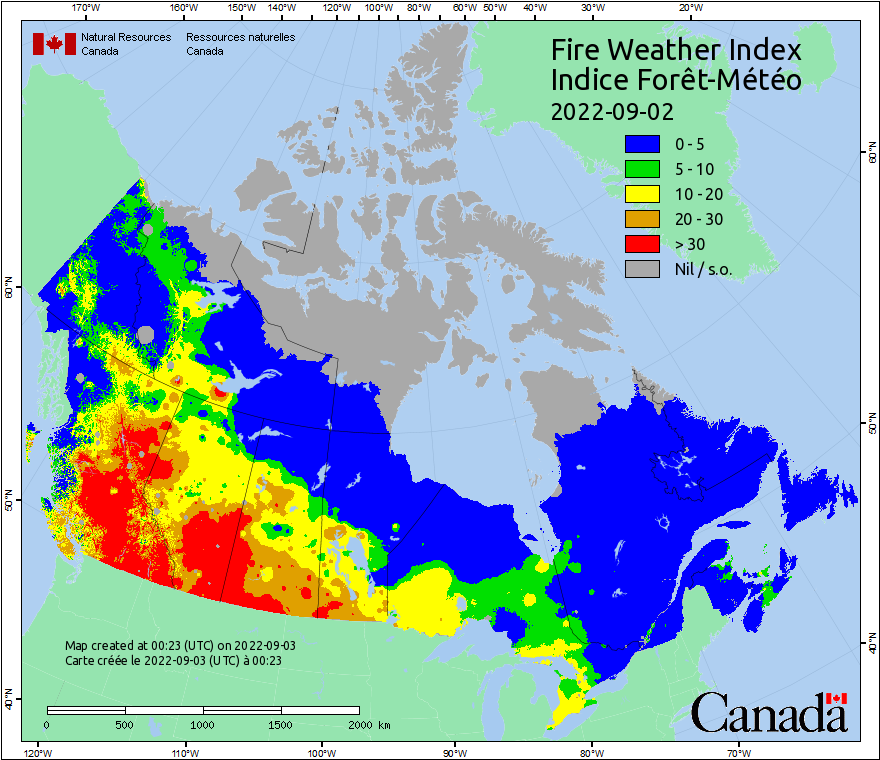 170°W 160°W 150°W 140°W 120°W 100°W 80°W 60°W 50°W 40°W 30°W 20°W
Natural Resources Ressources naturelles
Canada Canada
Fire Weather Index
Indice Forêt-Météo
2022-09-02
0 - 5
5 - 10
10 - 20
20 - 30
> 30
Nil / s.o.
60°N
60°N
50°N
50°N
40°N
40°N
Map created at 00:23 (UTC) on 2022-09-03
Carte créée le 2022-09-03 (UTC) à 00:23
0 500 1000 1500 2000 km
Canada
120°W 110°W 100°W 90°W 80°W 70°W